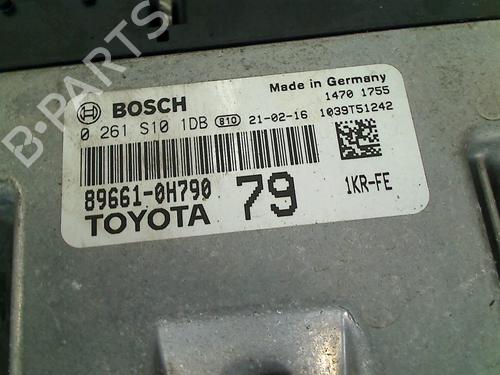 B-Parts
BOSCH
Made in Germany
1470 1755
0 261 S10 1DB 810 21-02-16 1039T51242
89661-0H790 79 1KR-FE
TOYOTA